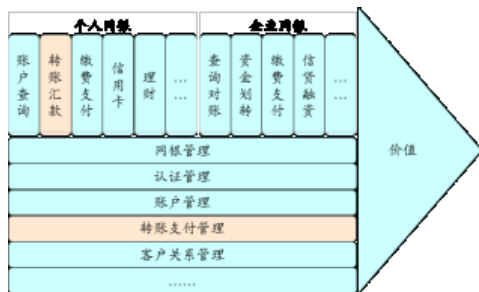 个人网银
企业网银
账户查询
转账汇款
缴费支付
信用卡
理财
……
查询对账
资金划转
缴费支付
信贷融资
……
网银管理
认证管理
账户管理
转账支付管理
客户关系管理
……
价值